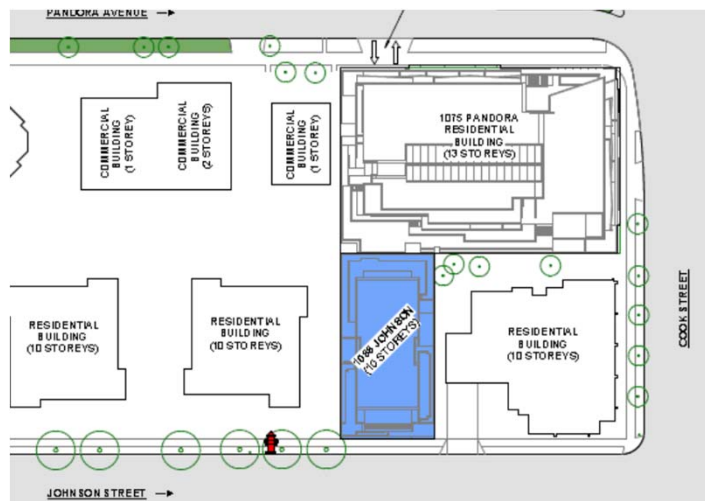 PANDORA AVENUE
COMMERCIAL
BUILDING
(1 STOREY)
COMMERCIAL
BUILDING
(2 STOREYS)
COMMERCIAL
BUILDING
(1 STOREY)
1075 PANDORA
RESIDENTIAL
BUILDING
(13 STOREYS)
RESIDENTIAL
BUILDING
(10 STOREYS)
RESIDENTIAL
BUILDING
(10 STOREYS)
1088 JOHNSON
(10 STOREYS)
RESIDENTIAL
BUILDING
(10 STOREYS)
COOK STREET
JOHNSON STREET